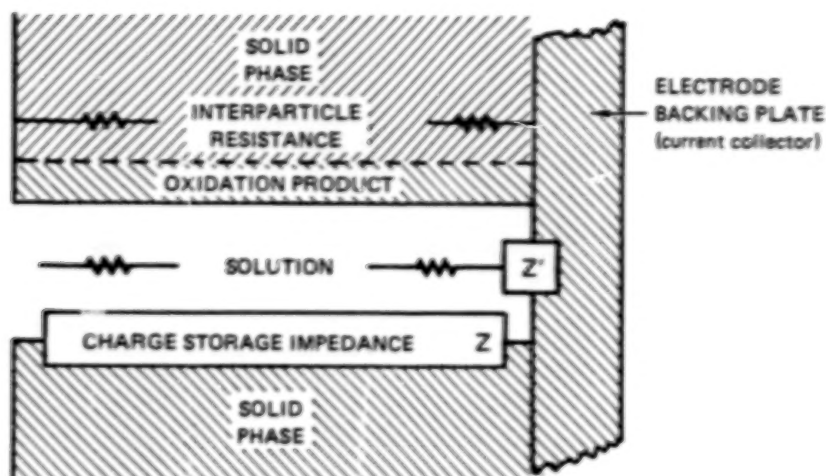 SOLID
PHASE
INTERPARTICLE
RESISTANCE
OXIDATION PRODUCT
ELECTRODE
BACKING PLATE
(current collector)
SOLUTION
Z'
CHARGE STORAGE IMPEDANCE Z
SOLID
PHASE